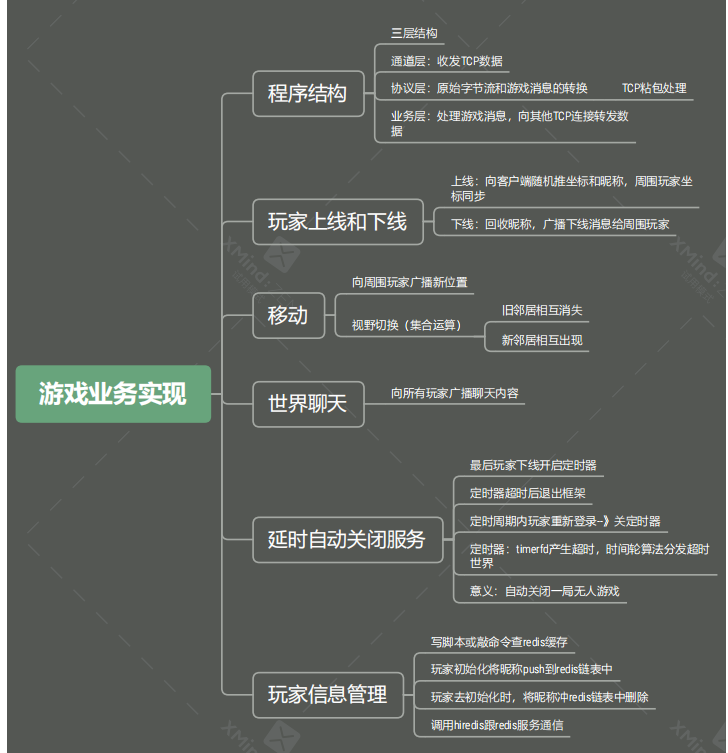 游戏业务实现
程序结构
三层结构
通道层：收发TCP数据
协议层：原始字节流和游戏消息的转换
TCP粘包处理
业务层：处理游戏消息，向其他TCP连接转发数
据
玩家上线和下线
上线：向客户端随机推坐标和昵称，周围玩家坐
标同步
下线：回收昵称，广播下线消息给周围玩家
移动
向周围玩家广播新位置
视野切换（集合运算）
旧邻居相互消失
新邻居相互出现
世界聊天
向所有玩家广播聊天内容
延时自动关闭服务
最后玩家下线开启定时器
定时器超时后退出框架
定时周期内玩家重新登录--》关定时器
定时器：timerfd产生超时，时间轮算法分发超时
世界
意义：自动关闭一局无人游戏
玩家信息管理
写脚本或敲命令查redis缓存
玩家初始化将昵称push到redis链表中
玩家去初始化时，将昵称冲redis链表中删除
调用hiredis跟redis服务通信
XMind
试用模式
XMind
试用模式
XMind
XMind